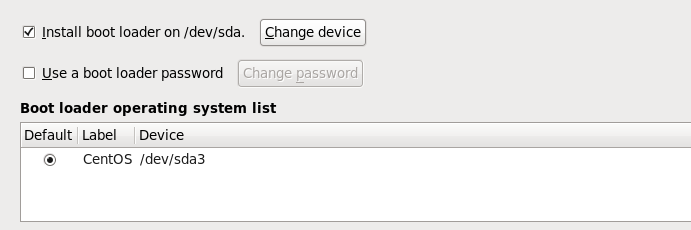 Install boot loader on /dev/sda. Change device
Use a boot loader password Change password
Boot loader operating system list
Default Label Device
CentOS /dev/sda3